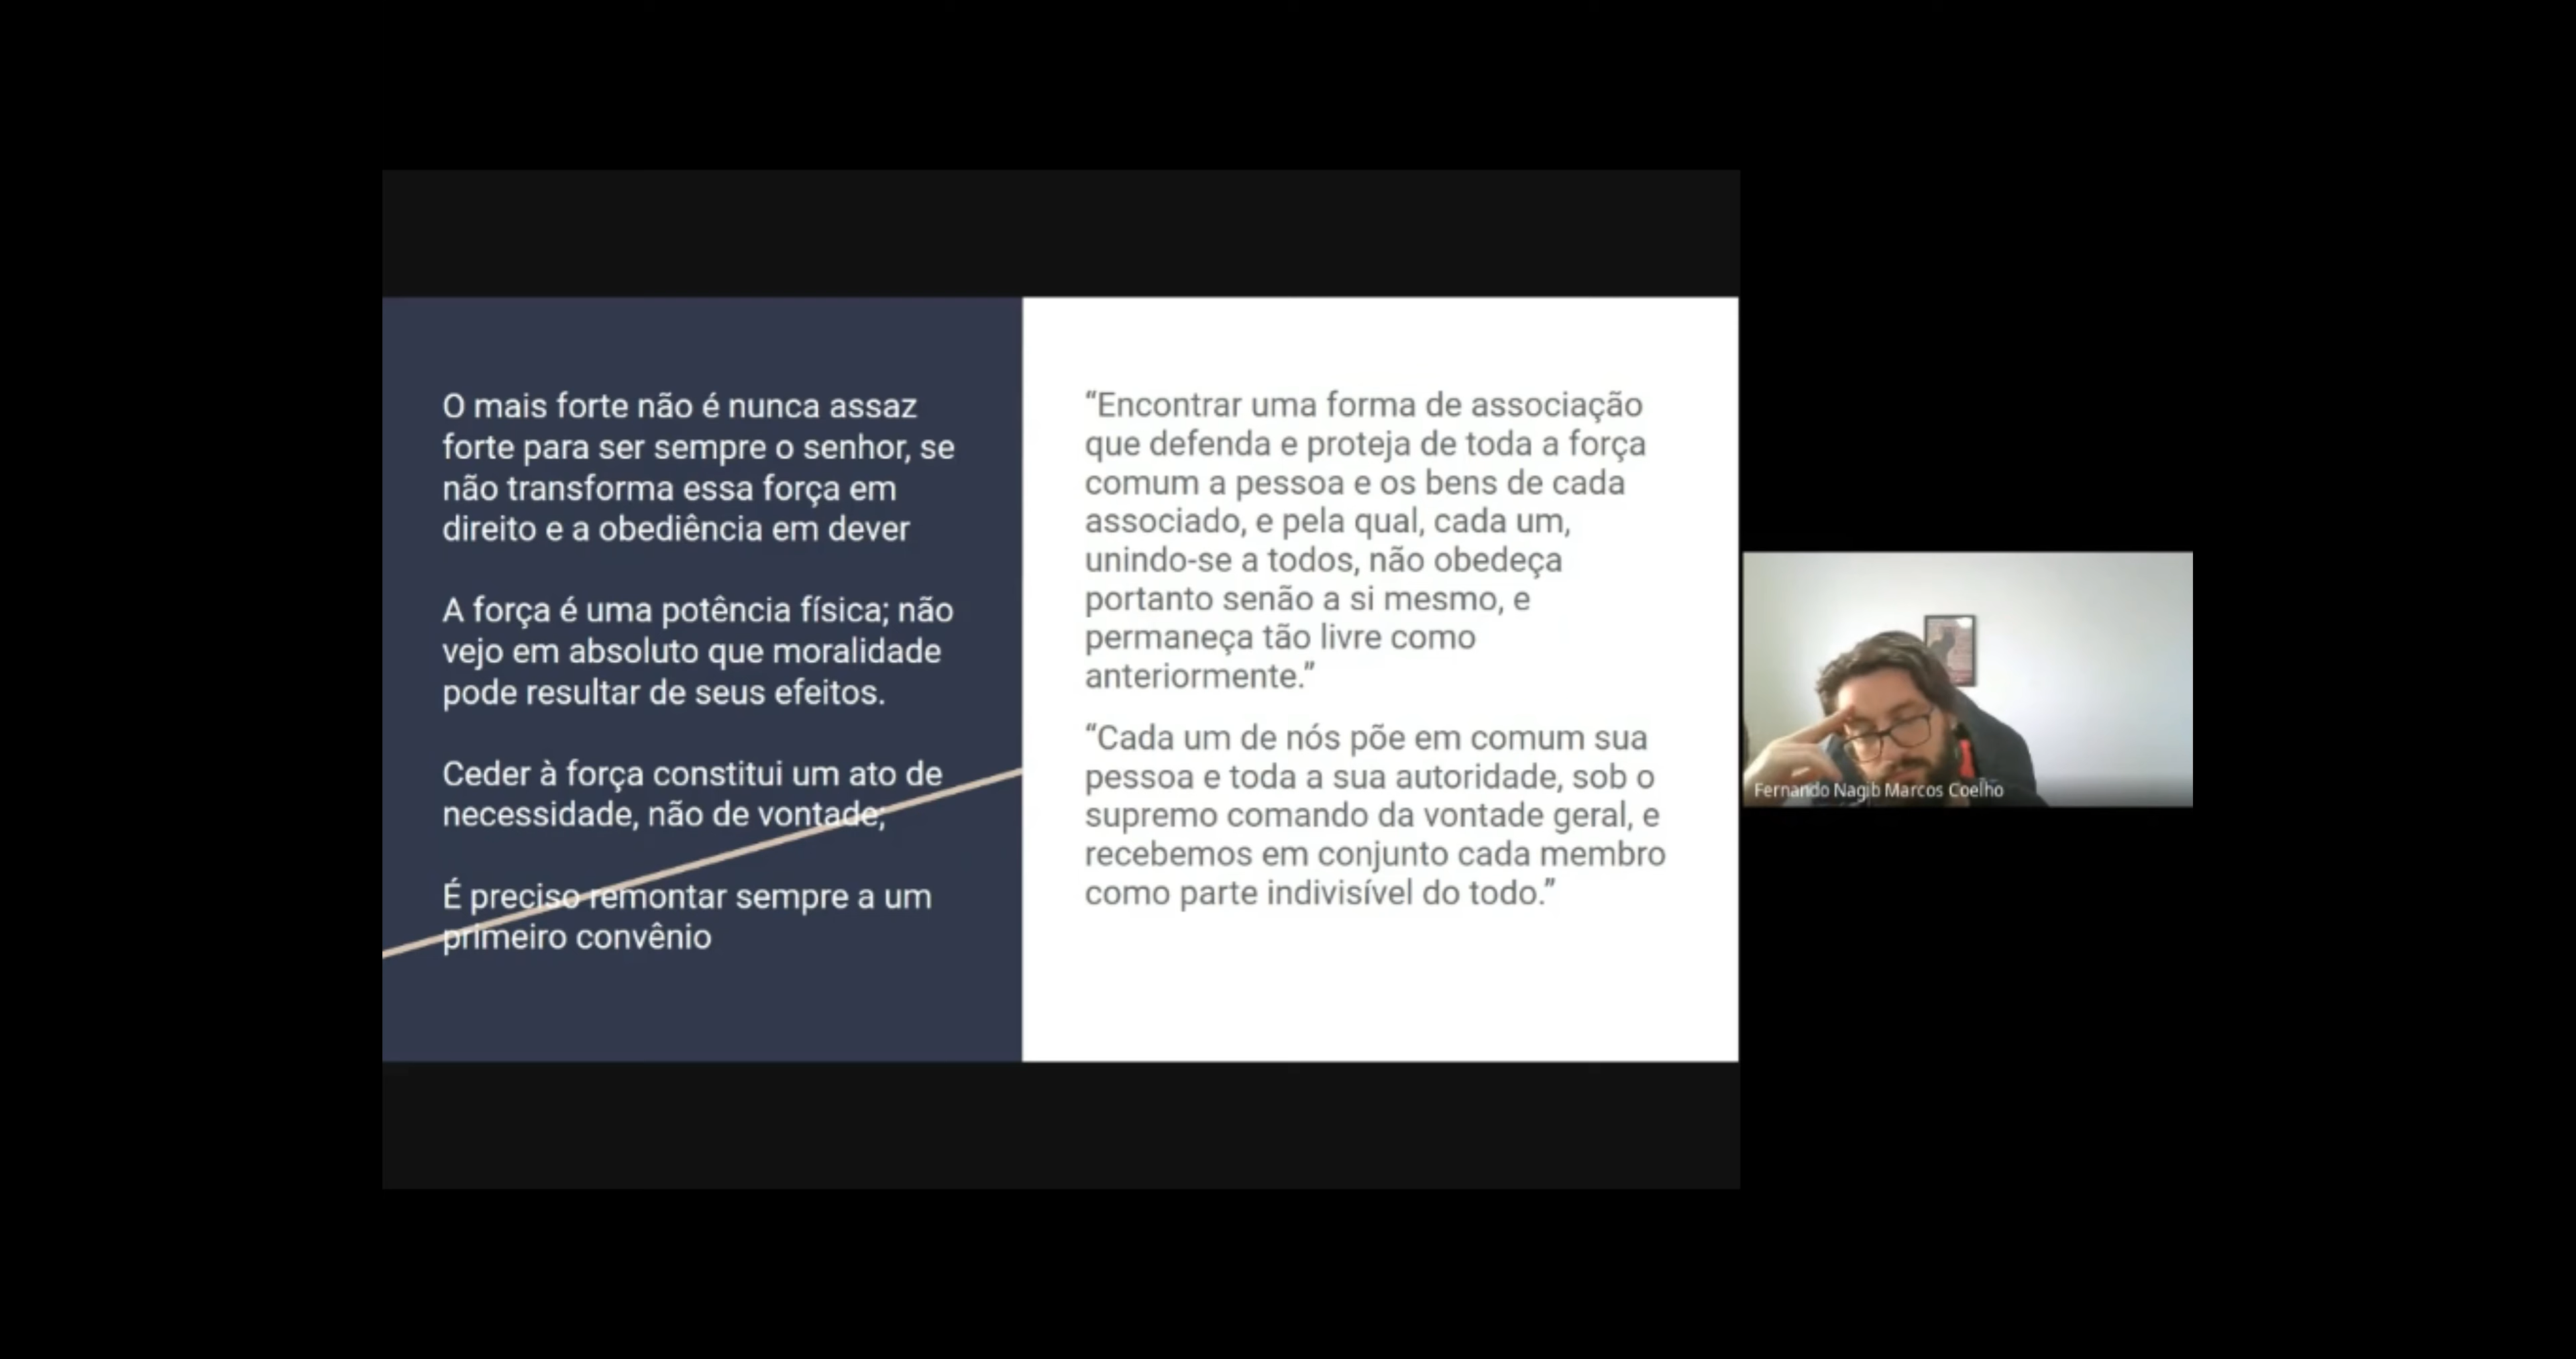 O mais forte não é nunca assaz
forte para ser sempre o senhor, se
não transforma essa força em
direito e a obediência em dever
A força é uma potência física; não
vejo em absoluto que moralidade
pode resultar de seus efeitos.
Ceder à força constitui um ato de
necessidade, não de vontade;
É preciso remontar sempre a um
primeiro convênio
“Encontrar uma forma de associação
que defenda e proteja de toda a força
comum a pessoa e os bens de cada
associado, e pela qual, cada um,
unindo-se a todos, não obedeça
portanto senão a si mesmo, e
permaneça tão livre como
anteriormente.”
“Cada um de nós põe em comum sua
pessoa e toda a sua autoridade, sob o
supremo comando da vontade geral, e
recebemos em conjunto cada membro
como parte indivisível do todo.”
Fernando Nagib Marcos Coelho